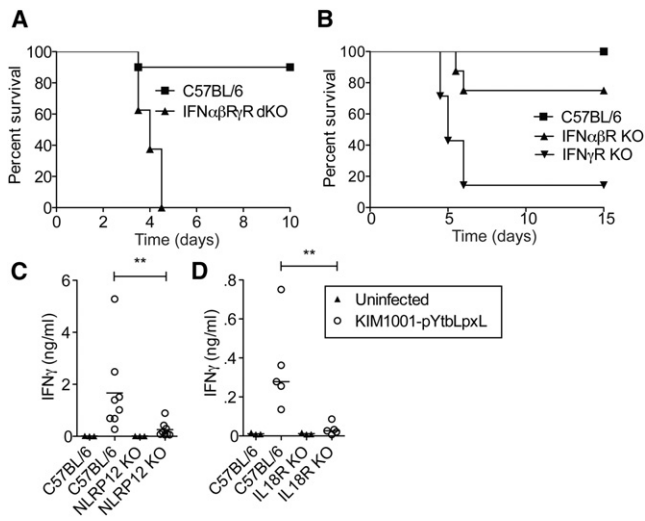 A
Percent survival
100
80
60
40
20
0
0 2 4 6 8 10
Time (days)
C57BL/6
IFNαβRγR dKO
B
Percent survival
100
80
60
40
20
0
0 5 10 15
Time (days)
C57BL/6
IFNαβR KO
IFNγR KO
C
IFNγ (ng/ml)
6
4
2
0
**
C57BL/6
C57BL/6
NLRP12 KO
NLRP12 KO
D
IFNγ (ng/ml)
.8
.4
.2
0
**
C57BL/6
C57BL/6
IL18R KO
IL18R KO
Uninfected
KIM1001-pYtbLpxL